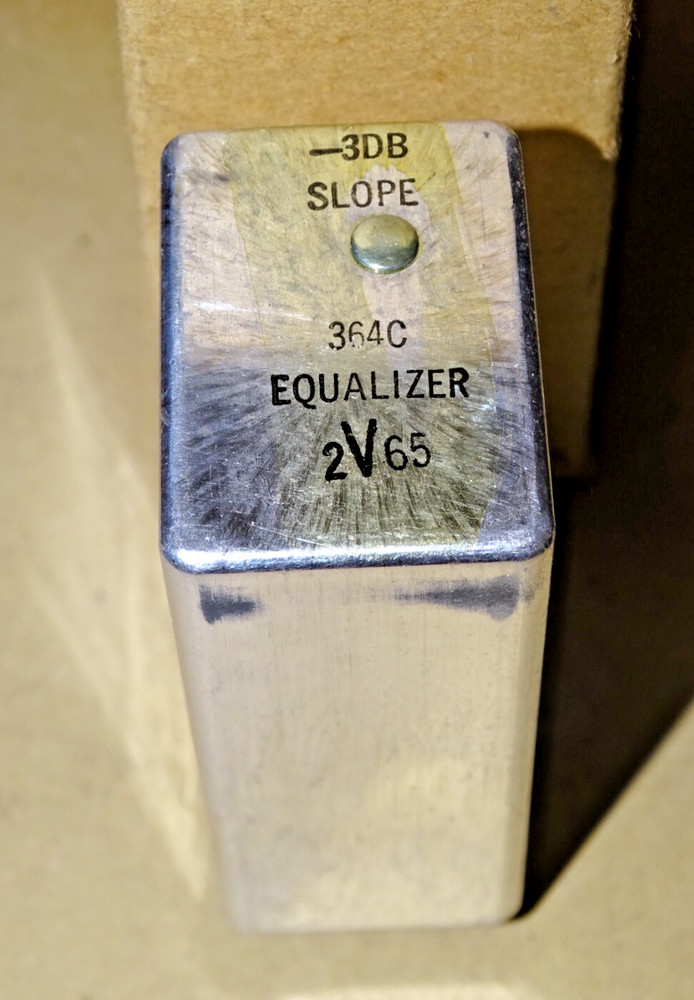 —3DB
SLOPE
364C
EQUALIZER
2V65